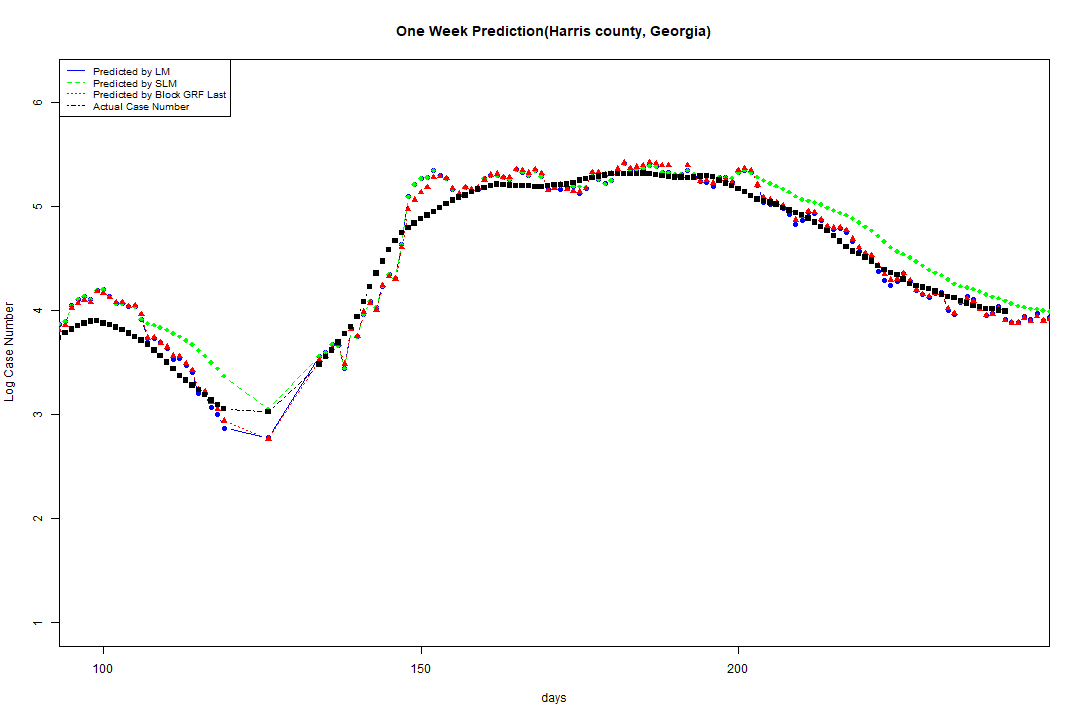 One Week Prediction(Harris county, Georgia)
Predicted by LM
Predicted by SLM
Predicted by Block GRF Last
Actual Case Number
6
5
4
3
2
1
Log Case Number
100 150 200
days